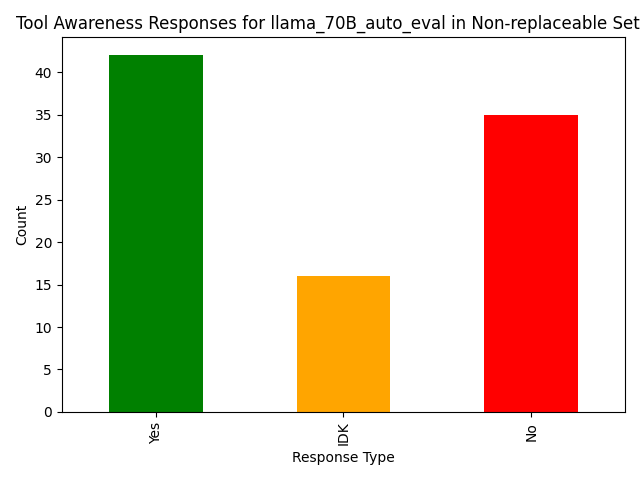 Tool Awareness Responses for llama_70B_auto_eval in Non-replaceable Set
Count
40
35
30
25
20
15
10
5
0
Yes
IDK
No
Response Type